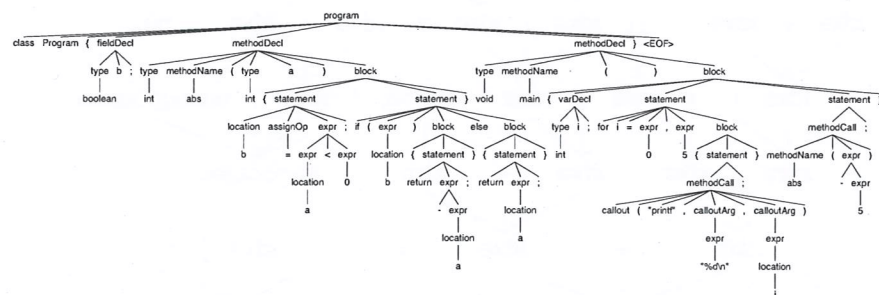 program
class Program { fieldDecl methodDecl methodDecl } <EOF>
type b ; type methodName ( type a ) block type methodName ( ) block
boolean int abs int { statement statement } void main { varDecl statement statement }
location assignOp expr ; if ( expr ) block else block type i ; for i = expr , expr block methodCall ;
b = expr < expr location { statement } { statement } int 0 5 { statement } methodName ( expr )
location 0 b return expr ; return expr ; methodCall ; abs - expr
a - expr location callout ( "printf" , calloutArg , calloutArg ) 5
location a expr expr
a "%d\n" location
i